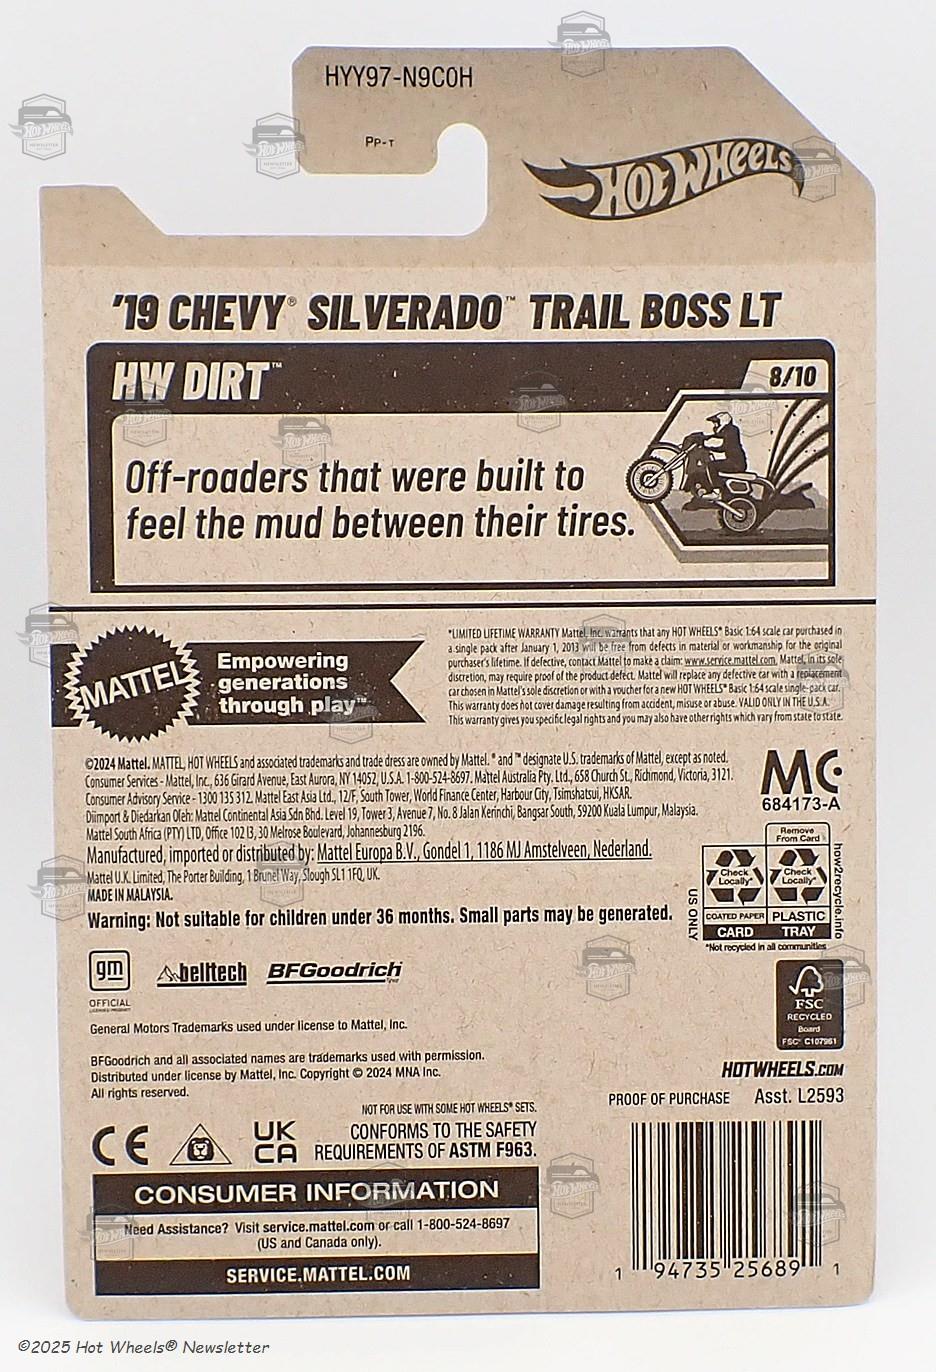 HYY97-N9C0H
PP-T
HOT WHEELS
'19 CHEVY® SILVERADO™ TRAIL BOSS LT
HW DIRT™
8/10
Off-roaders that were built to
feel the mud between their tires.
MATTEL
Empowering
generations
through play™
*LIMITED LIFETIME WARRANTY Mattel, Inc. warrants that any HOT WHEELS® Basic 1:64 scale car purchased in
a single pack after January 1, 2013 will be free from defects in material or workmanship for the original
purchaser's lifetime. If defective, contact Mattel to make a claim: www.service.mattel.com. Mattel, in its sole
discretion, may require proof of the product defect. Mattel will replace any defective car with a replacement
car chosen in Mattel's sole discretion or with a voucher for a new HOT WHEELS® Basic 1:64 scale single-pack car.
This warranty does not cover damage resulting from accident, misuse or abuse. VALID ONLY IN THE U.S.A.
This warranty gives you specific legal rights and you may also have other rights which vary from state to state.
©2024 Mattel. MATTEL, HOT WHEELS and associated trademarks and trade dress are owned by Mattel. ® and ™ designate U.S. trademarks of Mattel, except as noted.
Consumer Services - Mattel, Inc., 636 Girard Avenue, East Aurora, NY 14052, U.S.A. 1-800-524-8697. Mattel Australia Pty. Ltd., 658 Church St., Richmond, Victoria, 3121.
Consumer Advisory Service - 1300 135 312. Mattel East Asia Ltd., 12/F, South Tower, World Finance Center, Harbour City, Tsimshatsui, HKSAR.
Diimport & Diedarkan Oleh: Mattel Continental Asia Sdn Bhd. Level 19, Tower 3, Avenue 7, No. 8 Jalan Kerinchi, Bangsar South, 59200 Kuala Lumpur, Malaysia.
Mattel South Africa (PTY) LTD, Office 102 I3, 30 Melrose Boulevard, Johannesburg 2196.
Manufactured, imported or distributed by: Mattel Europa B.V., Gondel 1, 1186 MJ Amstelveen, Nederland.
Mattel U.K. Limited, The Porter Building, 1 Brunel Way, Slough SL1 1FQ, UK.
MADE IN MALAYSIA.
Warning: Not suitable for children under 36 months. Small parts may be generated.
MC
684173-A
Remove
From Card
Check
Locally*
Check
Locally*
COATED PAPER
PLASTIC
CARD
TRAY
US ONLY
how2recycle.info
*Not recycled in all communities
gm
OFFICIAL
LICENSED PRODUCT
belltech
BFGoodrich
General Motors Trademarks used under license to Mattel, Inc.
BFGoodrich and all associated names are trademarks used with permission.
Distributed under license by Mattel, Inc. Copyright © 2024 MNA Inc.
All rights reserved.
FSC
RECYCLED
Board
FSC® C107961
HOTWHEELS.COM
PROOF OF PURCHASE
Asst. L2593
NOT FOR USE WITH SOME HOT WHEELS® SETS.
CE
UK
CA
CONFORMS TO THE SAFETY
REQUIREMENTS OF ASTM F963.
CONSUMER INFORMATION
Need Assistance? Visit service.mattel.com or call 1-800-524-8697
(US and Canada only).
SERVICE.MATTEL.COM
1 94735 25689 1
©2025 Hot Wheels® Newsletter